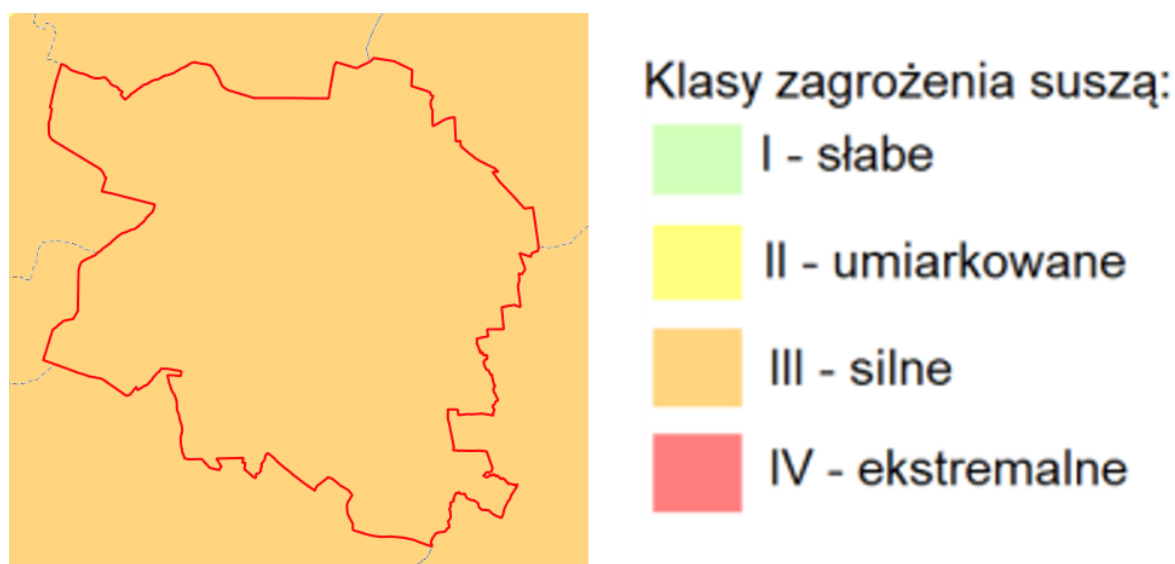 Klasy zagrożenia suszą:
I - słabe
II - umiarkowane
III - silne
IV - ekstremalne